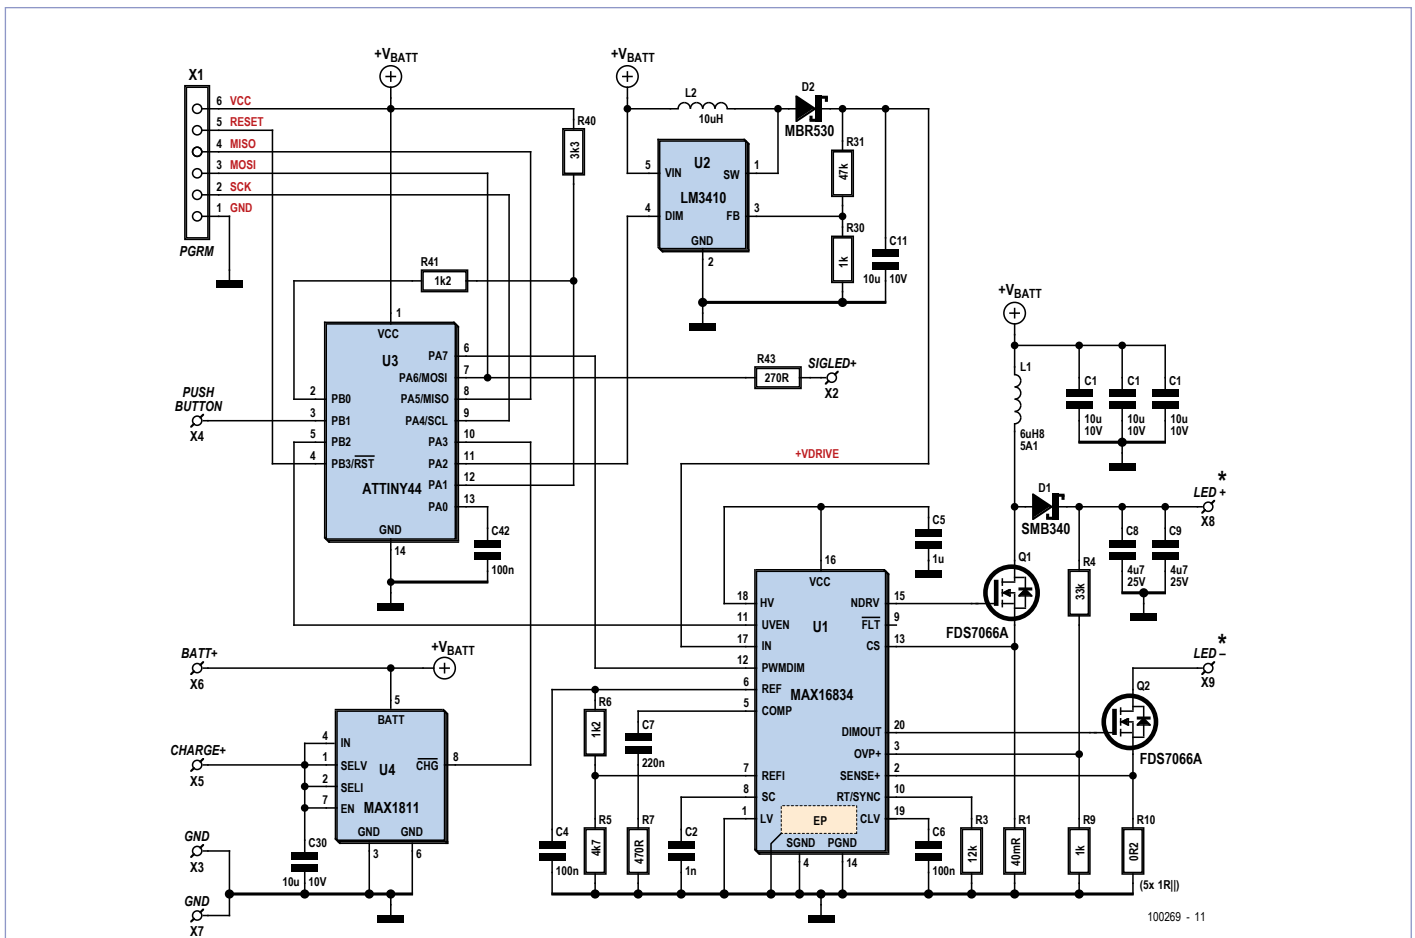 X1
6 VCC
5 RESET
4 MISO
3 MOSI
2 SCK
1 GND
PGRM
+VBATT
R40
3k3
R41
1k2
1
VCC
U3
ATTINY44
2 PB0
3 PB1
5 PB2
4 PB3/RST
PA7 6
PA6/MOSI 7
PA5/MISO 8
PA4/SCL 9
PA3 10
PA2 11
PA1 12
PA0 13
GND
14
C42
100n
PUSH
BUTTON
X4
+VBATT
L2
10uH
D2
MBR530
U2
LM3410
5 VIN
SW 1
4 DIM
FB 3
GND
2
R31
47k
R30
1k
C11
10u 10V
R43
270R
SIGLED+
X2
+VDRIVE
+VBATT
L1
6uH8
5A1
C1
10u
10V
C1
10u
10V
C1
10u
10V
D1
SMB340
*
LED +
X8
C8
4u7
25V
C9
4u7
25V
R4
33k
Q1
FDS7066A
*
LED –
X9
Q2
FDS7066A
C5
1u
16
VCC
U1
MAX16834
18 HV
11 UVEN
17 IN
12 PWMDIM
6 REF
5 COMP
7 REFI
8 SC
1 LV
NDRV 15
FLT 9
CS 13
DIMOUT 20
OVP+ 3
SENSE+ 2
RT/SYNC 10
CLV 19
EP
SGND PGND
4 14
R6
1k2
C7
220n
C4
100n
R5
4k7
R7
470R
C2
1n
C6
100n
R3
12k
R1
40mR
R9
1k
R10
0R2
(5x 1R||)
BATT+
X6
+VBATT
5
BATT
U4
MAX1811
4 IN
1 SELV
2 SELI
7 EN
CHG 8
GND GND
3 6
CHARGE+
X5
C30
10u 10V
GND
X3
GND
X7
100269 - 11